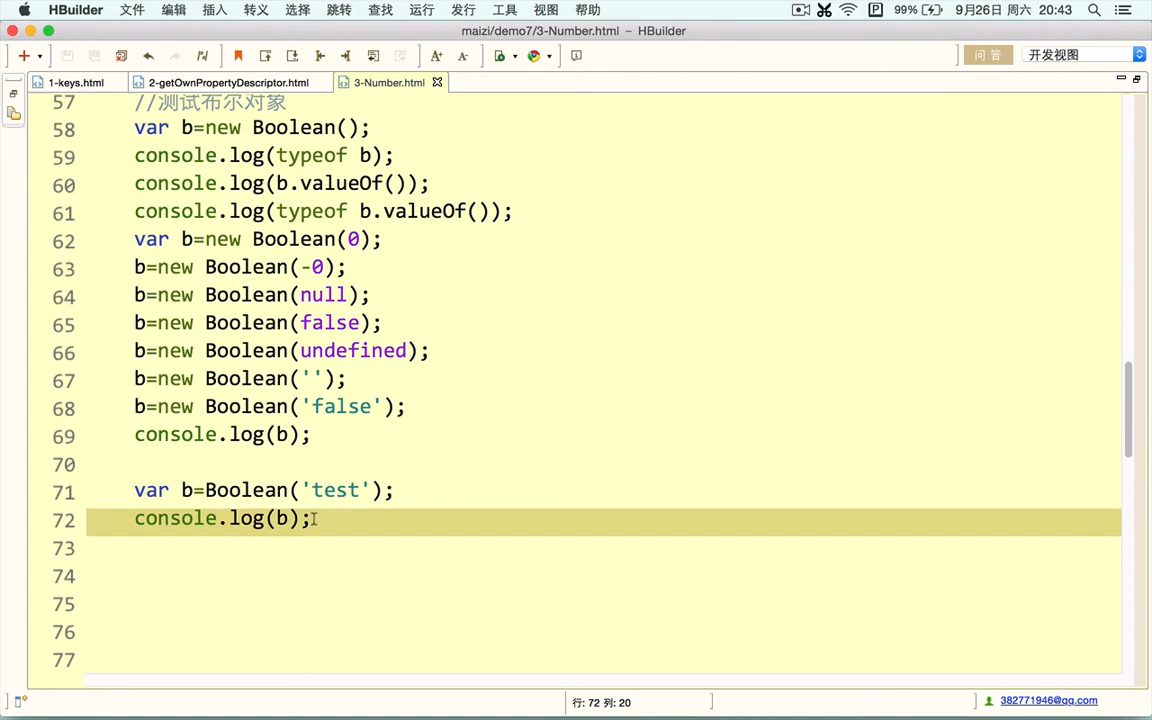 HBuilder 文件 编辑 插入 转义 选择 跳转 查找 运行 发行 工具 视图 帮助 99% 9月26日 周六 20:43
maizi/demo7/3-Number.html – HBuilder
问 答 开发视图
1-keys.html 2-getOwnPropertyDescriptor.html 3-Number.html
57 //测试布尔对象
58 var b=new Boolean();
59 console.log(typeof b);
60 console.log(b.valueOf());
61 console.log(typeof b.valueOf());
62 var b=new Boolean(0);
63 b=new Boolean(-0);
64 b=new Boolean(null);
65 b=new Boolean(false);
66 b=new Boolean(undefined);
67 b=new Boolean('');
68 b=new Boolean('false');
69 console.log(b);
70
71 var b=Boolean('test');
72 console.log(b);
73
74
75
76
77
行: 72 列: 20 382771946@qq.com